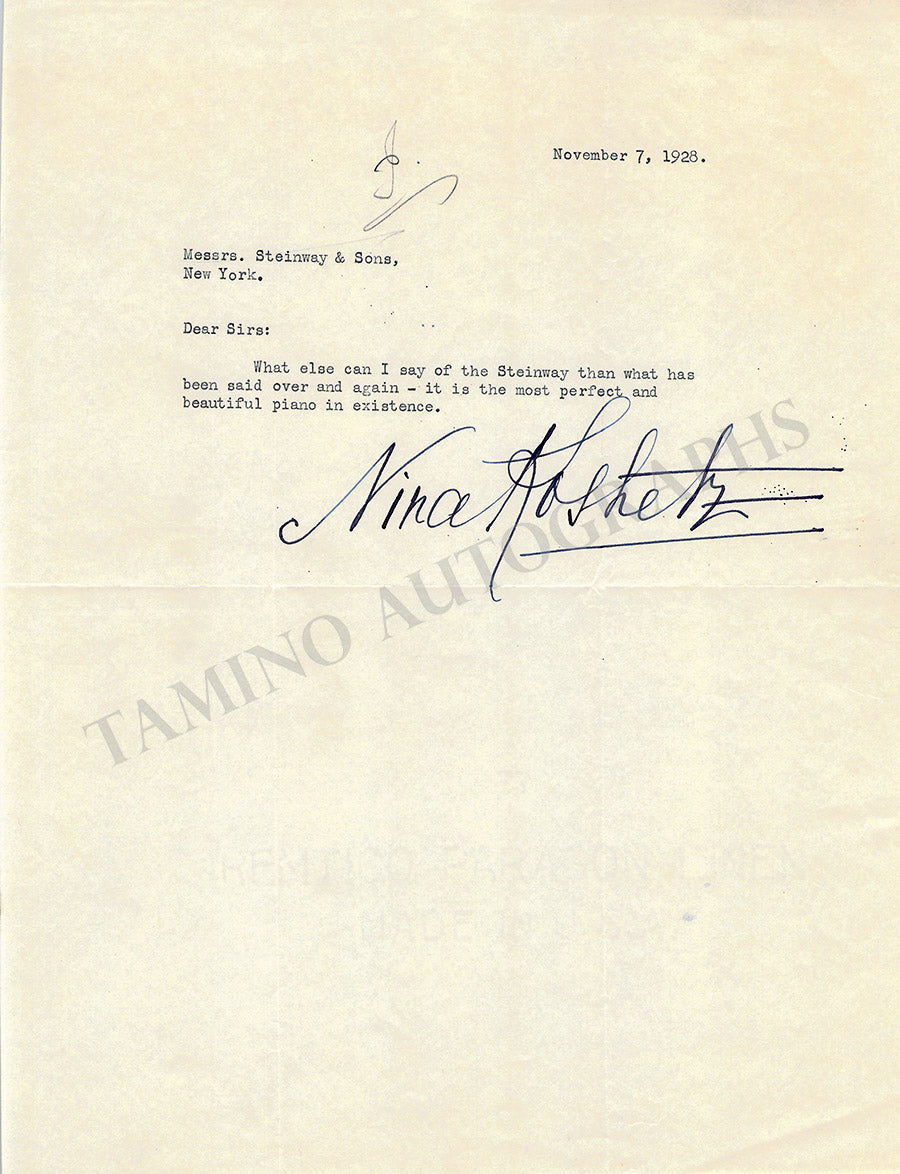 November 7, 1928.
Messrs. Steinway & Sons,
New York.
Dear Sirs:
What else can I say of the Steinway than what has
been said over and again - it is the most perfect and
beautiful piano in existence.
Nina Koshetz
TAMINO AUTOGRAPHS